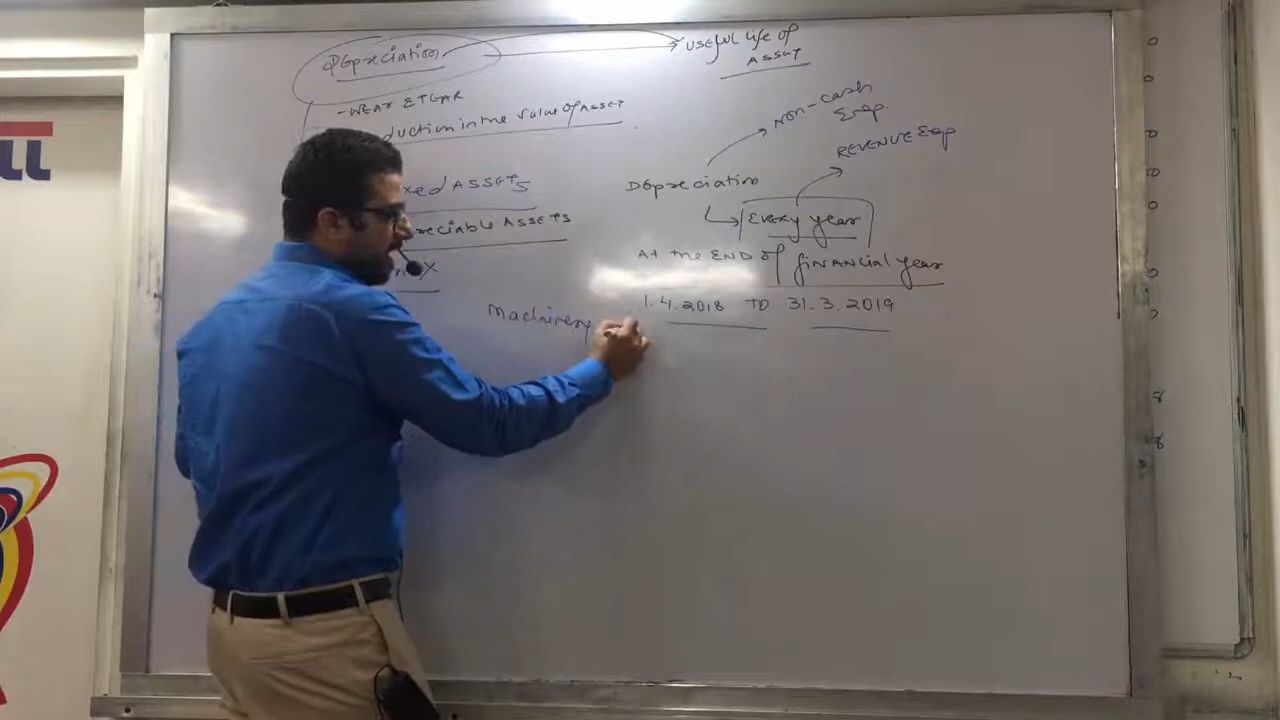 Depreciation
USEFUL life of
ASSET
- WEAR & TEAR
duction in the value of ASSET
xed ASSETS
reciable ASSETS
X
Non-cash
Exp.
REVENUE Exp
Depreciation
Every year
At the END of financial year
1.4.2018 to 31.3.2019
Machinery